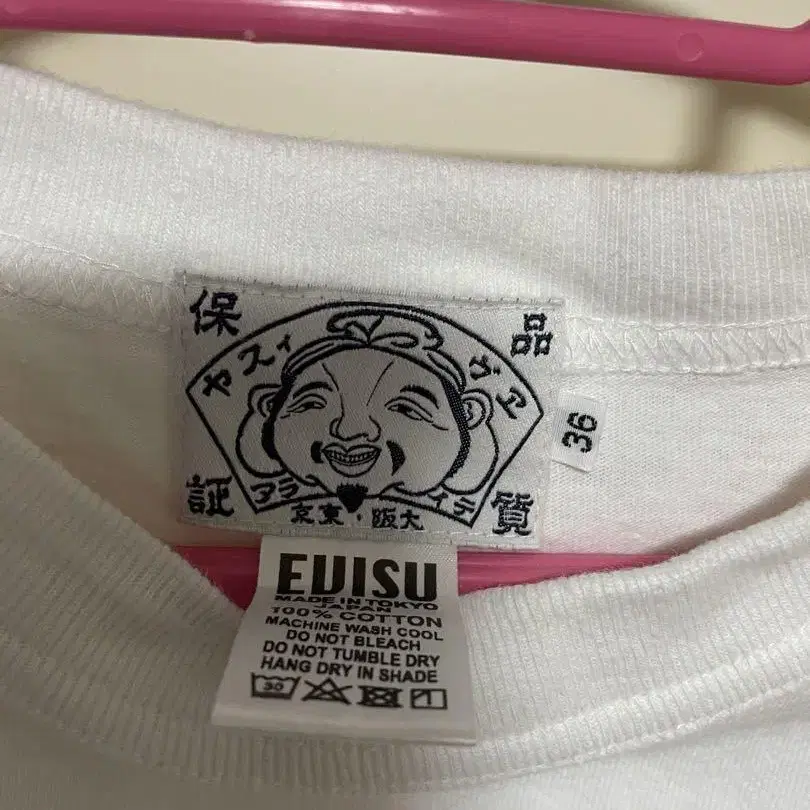 保 品
ヤスィ ヅア
証 質
アラ イテ
京東・阪大
36
EVISU
MADE IN TOKYO
JAPAN
100% COTTON
MACHINE WASH COOL
DO NOT BLEACH
DO NOT TUMBLE DRY
HANG DRY IN SHADE
30